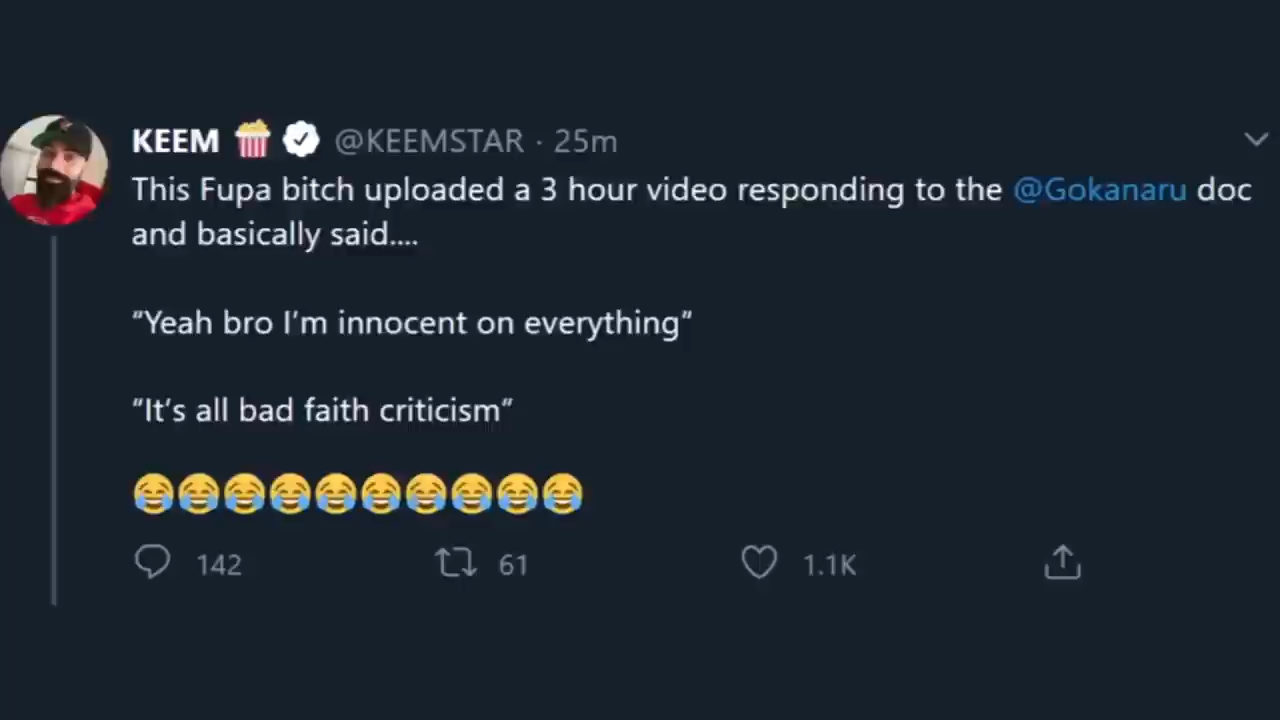 KEEM 🍿 @KEEMSTAR · 25m
This Fupa bitch uploaded a 3 hour video responding to the @Gokanaru doc
and basically said....
“Yeah bro I’m innocent on everything”
“It’s all bad faith criticism”
😂😂😂😂😂😂😂😂😂😂
142 61 1.1K